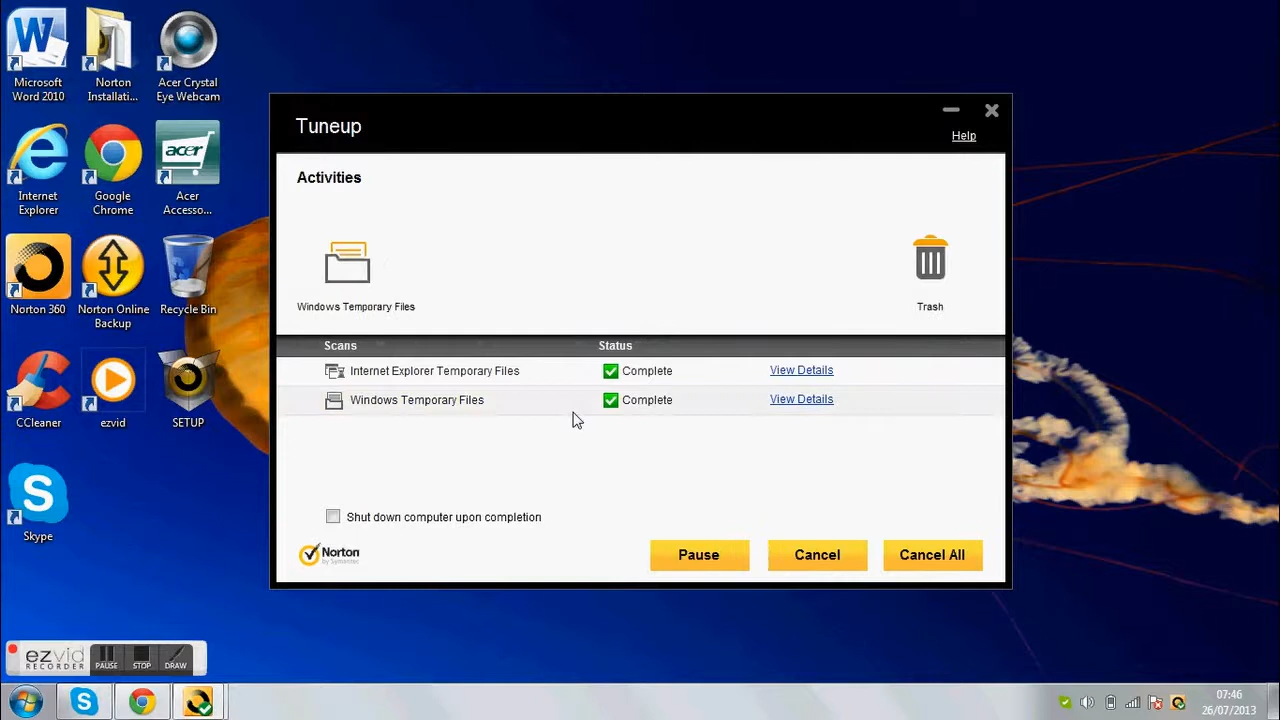 Microsoft
Word 2010
Norton
Installati...
Acer Crystal
Eye Webcam
Internet
Explorer
Google
Chrome
acer
Acer
Accesso...
Norton 360
Norton Online
Backup
Recycle Bin
CCleaner
ezvid
SETUP
Skype
Tuneup
Help
Activities
Windows Temporary Files
Trash
Scans Status
Internet Explorer Temporary Files Complete View Details
Windows Temporary Files Complete View Details
Shut down computer upon completion
Norton
by Symantec
Pause Cancel Cancel All
ezvid
RECORDER
PAUSE STOP DRAW
07:46
26/07/2013